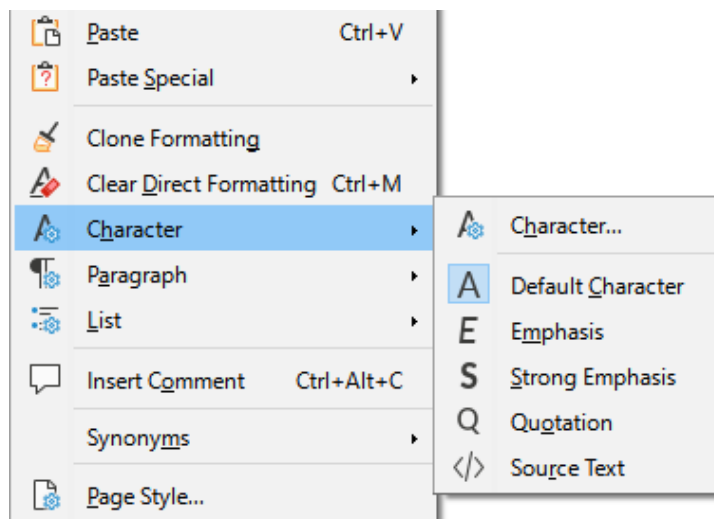 Paste Ctrl+V
Paste Special
Clone Formatting
Clear Direct Formatting Ctrl+M
Character
Paragraph
List
Insert Comment Ctrl+Alt+C
Synonyms
Page Style...
Character...
A Default Character
E Emphasis
S Strong Emphasis
Q Quotation
</> Source Text